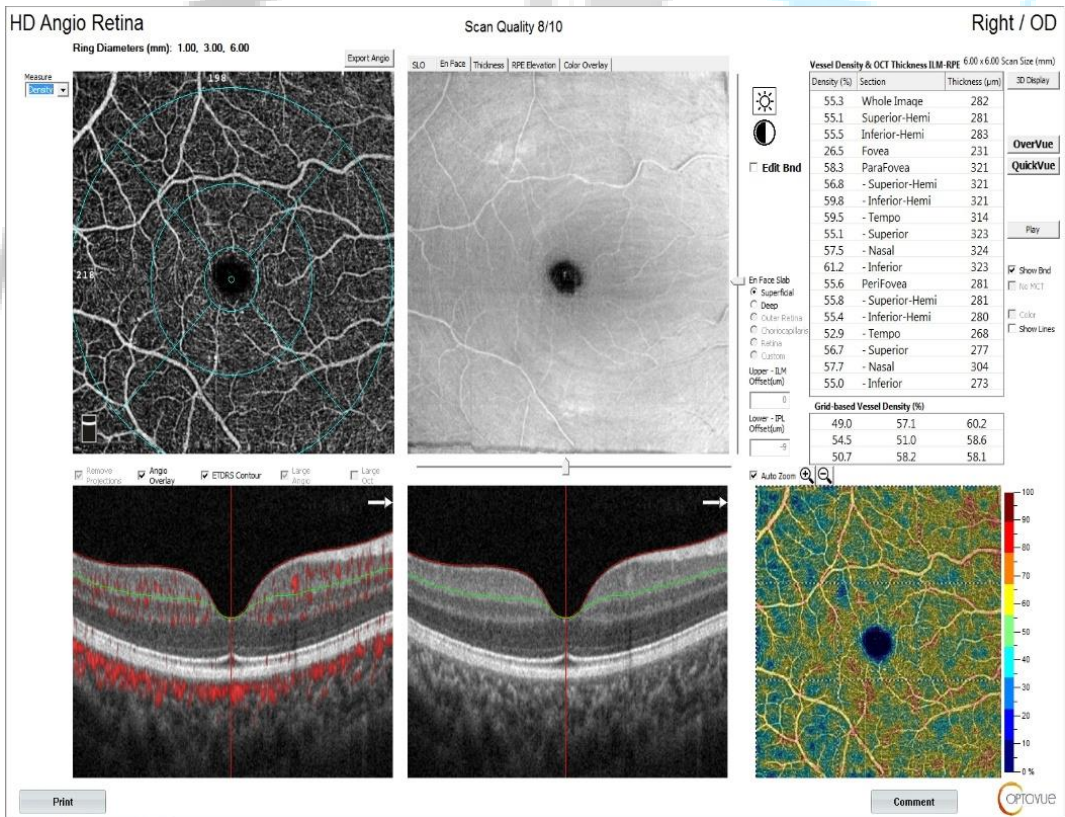 HD Angio Retina
Scan Quality 8/10
Right / OD
Ring Diameters (mm): 1.00, 3.00, 6.00
Export Angio
Measure
Density
198
218
SLO En Face Thickness RPE Elevation Color Overlay
Edit Bnd
En Face Slab
Superficial
Deep
Outer Retina
Choriocapillaris
Retina
Custom
Upper - ILM
Offset(um)
0
Lower - IPL
Offset(um)
-9
Vessel Density & OCT Thickness ILM-RPE 6.00 x 6.00 Scan Size (mm)
Density (%) Section Thickness (µm)
55.3 Whole Image 282
55.1 Superior-Hemi 281
55.5 Inferior-Hemi 283
26.5 Fovea 231
58.3 ParaFovea 321
56.8 - Superior-Hemi 321
59.8 - Inferior-Hemi 321
59.5 - Tempo 314
55.1 - Superior 323
57.5 - Nasal 324
61.2 - Inferior 323
55.6 PeriFovea 281
55.8 - Superior-Hemi 281
55.4 - Inferior-Hemi 280
52.9 - Tempo 268
56.7 - Superior 277
57.7 - Nasal 304
55.0 - Inferior 273
Grid-based Vessel Density (%)
49.0 57.1 60.2
54.5 51.0 58.6
50.7 58.2 58.1
3D Display
OverVue
QuickVue
Play
Show Bnd
No MCT
Color
Show Lines
Remove Projections
Angio Overlay
ETDRS Contour
Large Angio
Large Oct
Auto Zoom
100
90
80
70
60
50
40
30
20
10
0 %
Print
Comment
OPTOVUE